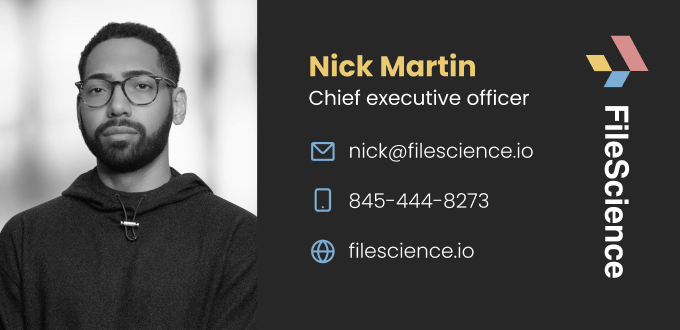 Nick Martin
Chief executive officer
nick@filescience.io
845-444-8273
filescience.io
FileScience